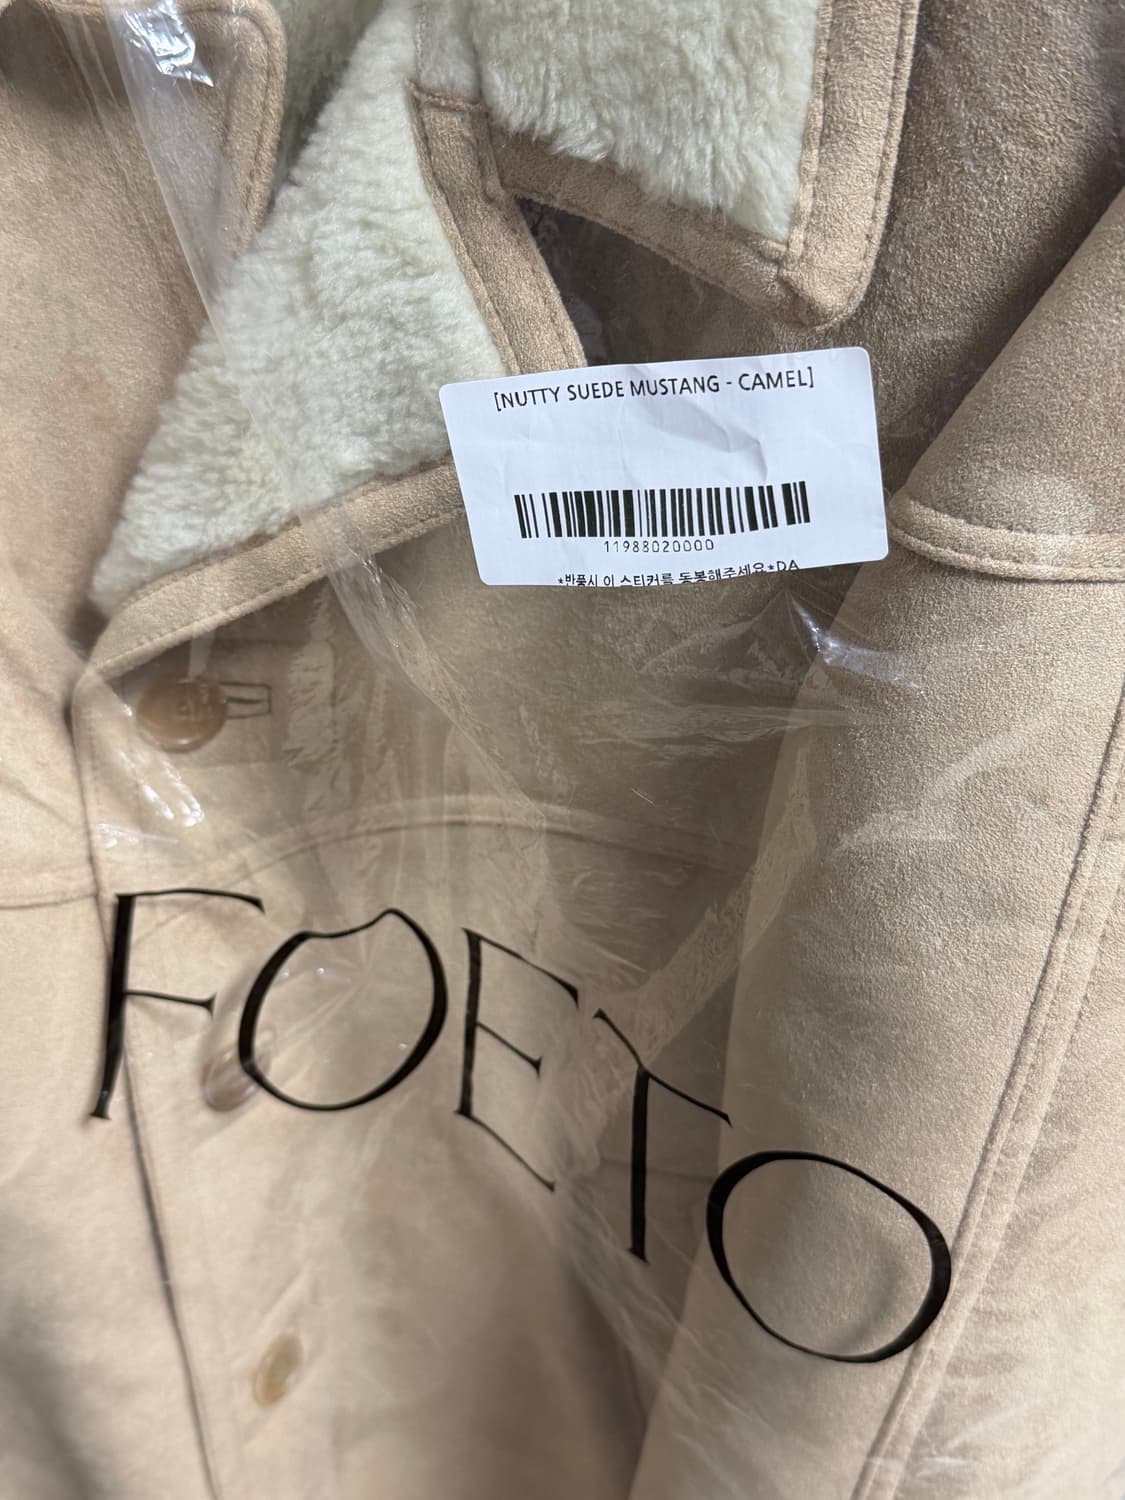 [NUTTY SUEDE MUSTANG - CAMEL]
11988020000
*반품시 이 스티커를 동봉해주세요*DA
FOETO